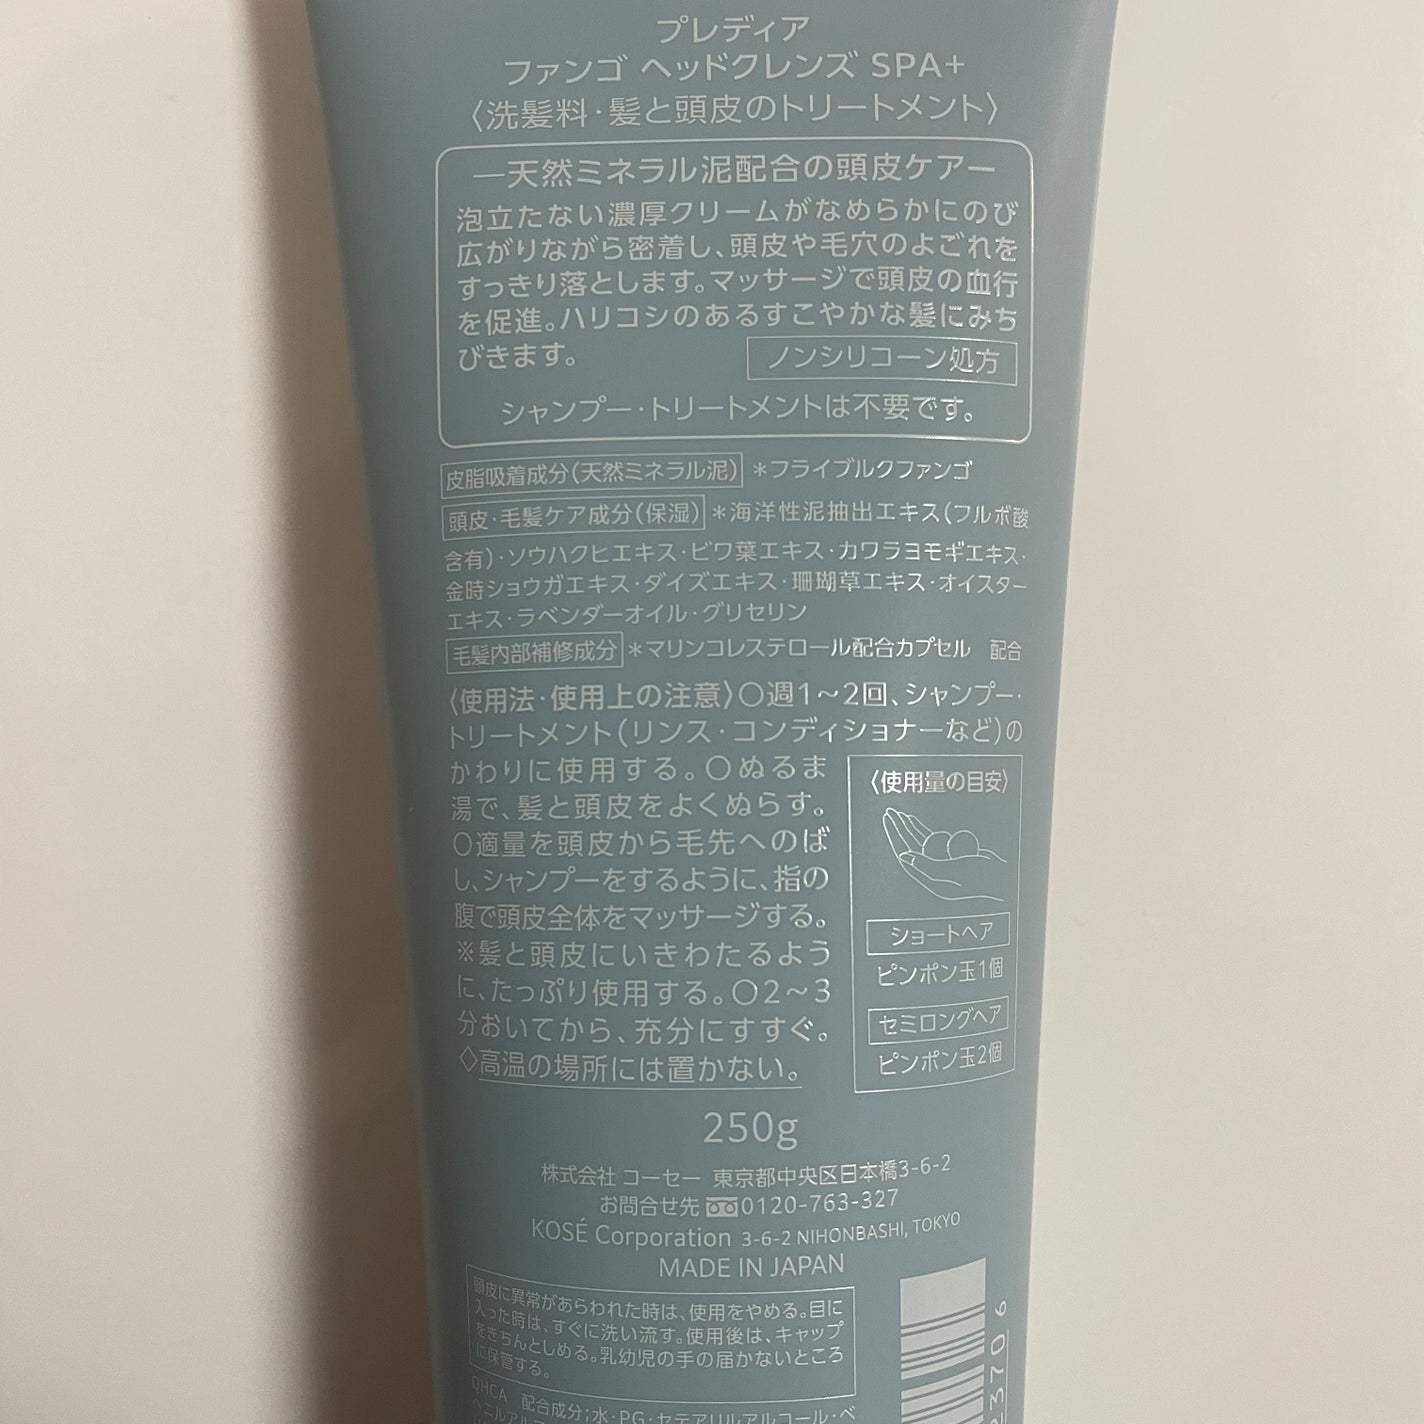 プレディア
ファンゴ ヘッドクレンズ SPA+
〈洗髪料・髪と頭皮のトリートメント〉
―天然ミネラル泥配合の頭皮ケアー
泡立たない濃厚クリームがなめらかにのび
広がりながら密着し、頭皮や毛穴のよごれを
すっきり落とします。マッサージで頭皮の血行
を促進。ハリコシのあるすこやかな髪にみち
びきます。 ノンシリコーン処方
シャンプー・トリートメントは不要です。
皮脂吸着成分(天然ミネラル泥) ＊フライブルクファンゴ
頭皮・毛髪ケア成分(保湿) ＊海洋性泥抽出エキス(フルボ酸
含有)・ソウハクヒエキス・ビワ葉エキス・カワラヨモギエキス・
金時ショウガエキス・ダイズエキス・珊瑚草エキス・オイスター
エキス・ラベンダーオイル・グリセリン
毛髪内部補修成分 ＊マリンコレステロール配合カプセル 配合
〈使用法・使用上の注意〉○週1～2回、シャンプー・
トリートメント(リンス・コンディショナーなど)の
かわりに使用する。○ぬるま
湯で、髪と頭皮をよくぬらす。
○適量を頭皮から毛先へのば
し、シャンプーをするように、指の
腹で頭皮全体をマッサージする。
※髪と頭皮にいきわたるよう
に、たっぷり使用する。○2～3
分おいてから、充分にすすぐ。
◇高温の場所には置かない。
〈使用量の目安〉
ショートヘア
ピンポン玉1個
セミロングヘア
ピンポン玉2個
250g
株式会社 コーセー 東京都中央区日本橋3-6-2
お問合せ先 0120-763-327
KOSÉ Corporation 3-6-2 NIHONBASHI, TOKYO
MADE IN JAPAN
頭皮に異常があらわれた時は、使用をやめる。目に
入った時は、すぐに洗い流す。使用後は、キャップ
をきちんとしめる。乳幼児の手の届かないところ
に保管する。
QHCA 配合成分;水・PG・セテアリルアルコール・ベ
2370 6